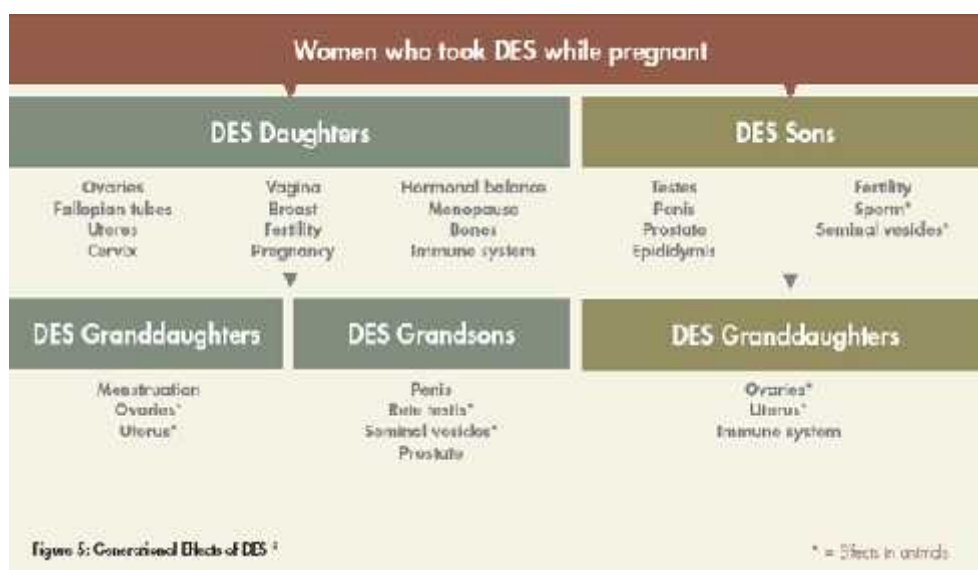 Women who took DES while pregnant
DES Daughters
Ovaries
Fallopian tubes
Uterus
Cervix
Vagina
Breast
Fertility
Pregnancy
Hormonal balance
Menopause
Bones
Immune system
DES Sons
Testes
Penis
Prostate
Epididymis
Fertility
Sperm*
Seminal vesicles*
DES Granddaughters
Menstruation
Ovaries*
Uterus*
DES Grandsons
Penis
Rete testis*
Seminal vesicles*
Prostate
DES Granddaughters
Ovaries*
Uterus*
Immune system
Figure 5: Generational Effects of DES
* = Effects in animals